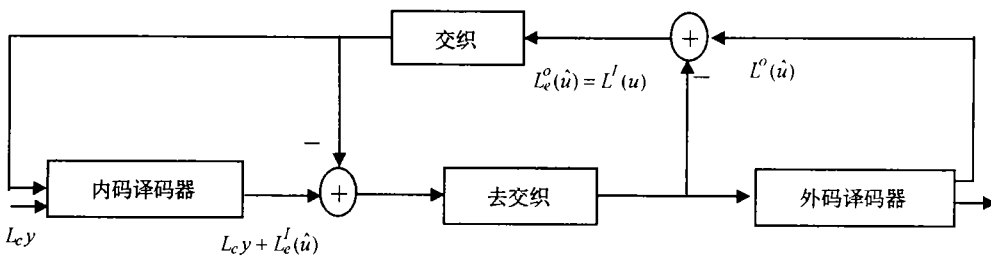 交织
+
−
L_e^o(û) = L^I(u)
L^o(û)
−
内码译码器
+
去交织
外码译码器
L_c y
L_c y + L_e^I(û)